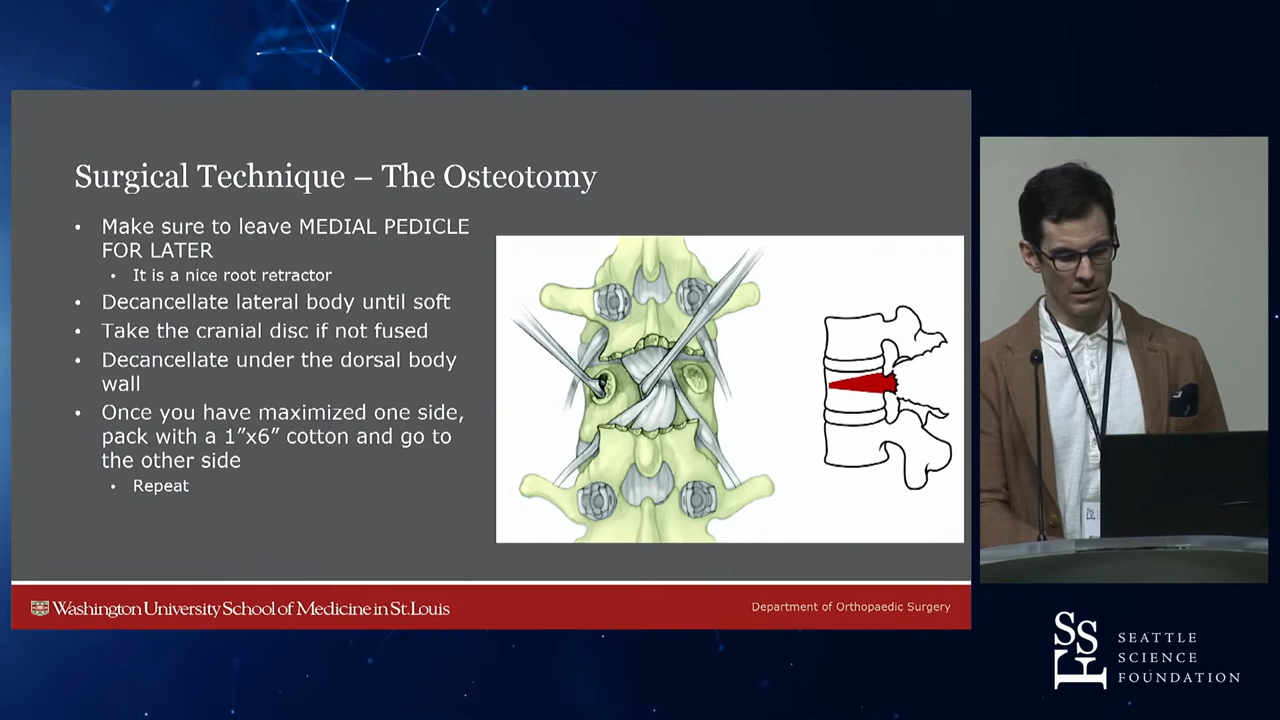 Surgical Technique – The Osteotomy
• Make sure to leave MEDIAL PEDICLE
FOR LATER
• It is a nice root retractor
• Decancellate lateral body until soft
• Take the cranial disc if not fused
• Decancellate under the dorsal body
wall
• Once you have maximized one side,
pack with a 1”x6” cotton and go to
the other side
• Repeat
Washington University School of Medicine in St. Louis
Department of Orthopaedic Surgery
SSF
SEATTLE
SCIENCE
FOUNDATION